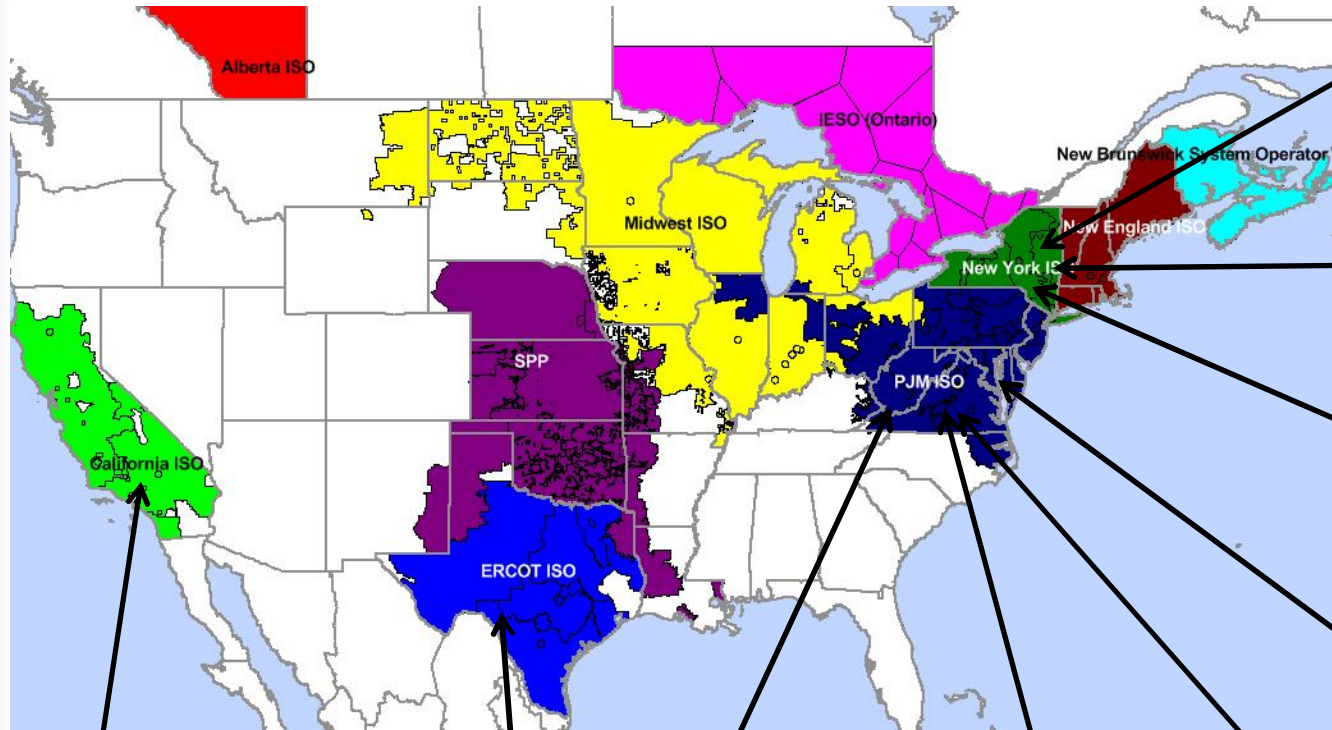 Alberta ISO
IESO (Ontario)
New Brunswick System Operator
Midwest ISO
New England ISO
New York IS
SPP
PJM ISO
California ISO
ERCOT ISO